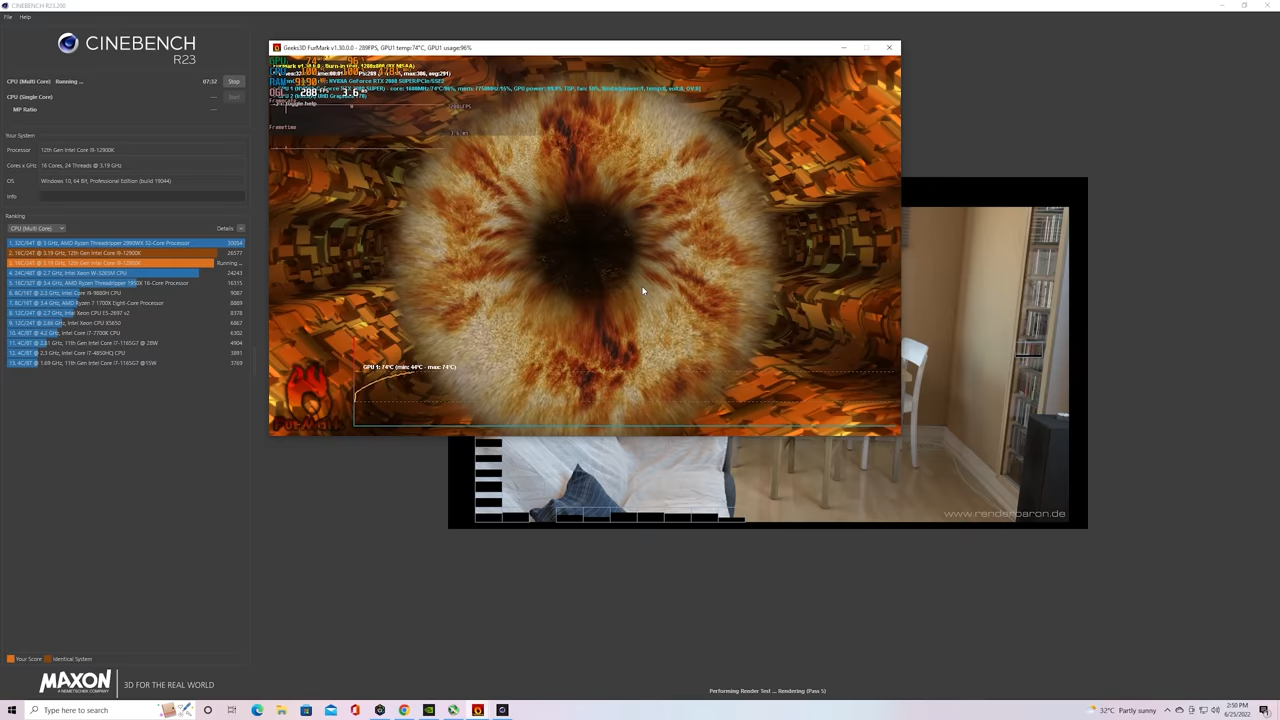 CINEBENCH R23.200
File Help
CINEBENCH
R23
CPU (Multi Core) Running ... 07:32 Stop
CPU (Single Core) --- Start
MP Ratio ---
Your System
Processor 12th Gen Intel Core i9-12900K
Cores x GHz 16 Cores, 24 Threads @ 3.19 GHz
OS Windows 10, 64 Bit, Professional Edition (build 19044)
Info
Ranking
CPU (Multi Core) Details
1. 32C/64T @ 3 GHz, AMD Ryzen Threadripper 2990WX 32-Core Processor 30054
2. 16C/24T @ 3.19 GHz, 12th Gen Intel Core i9-12900K 26577
3. 16C/24T @ 3.19 GHz, 12th Gen Intel Core i9-12900K Running ...
4. 24C/48T @ 2.7 GHz, Intel Xeon W-3265M CPU 24243
5. 16C/32T @ 3.4 GHz, AMD Ryzen Threadripper 1950X 16-Core Processor 16315
6. 8C/16T @ 2.3 GHz, Intel Core i9-9880H CPU 9087
7. 8C/16T @ 3.4 GHz, AMD Ryzen 7 1700X Eight-Core Processor 8889
8. 12C/24T @ 2.7 GHz, Intel Xeon CPU E5-2697 v2 8378
9. 12C/24T @ 2.66 GHz, Intel Xeon CPU X5650 6867
10. 4C/8T @ 4.2 GHz, Intel Core i7-7700K CPU 6302
11. 4C/8T @ 2.81 GHz, 11th Gen Intel Core i7-1165G7 @ 28W 4904
12. 4C/8T @ 2.3 GHz, Intel Core i7-4850HQ CPU 3891
13. 4C/8T @ 1.69 GHz, 11th Gen Intel Core i7-1165G7 @15W 3769
Geeks3D FurMark v1.30.0.0 - 289FPS, GPU1 temp:74°C, GPU1 usage:96%
FurMark v1.30.0 - Burn-in test, 1280x800 (8X MSAA)
toggle help
Frametime
GPU 1: 74°C (min: 44°C - max: 74°C)
FurMark
www.renderbaron.de
Your Score Identical System
MAXON
A NEMETSCHEK COMPANY
3D FOR THE REAL WORLD
Performing Render Test ... Rendering (Pass 5)
Type here to search
32°C Partly sunny
2:50 PM
6/25/2022